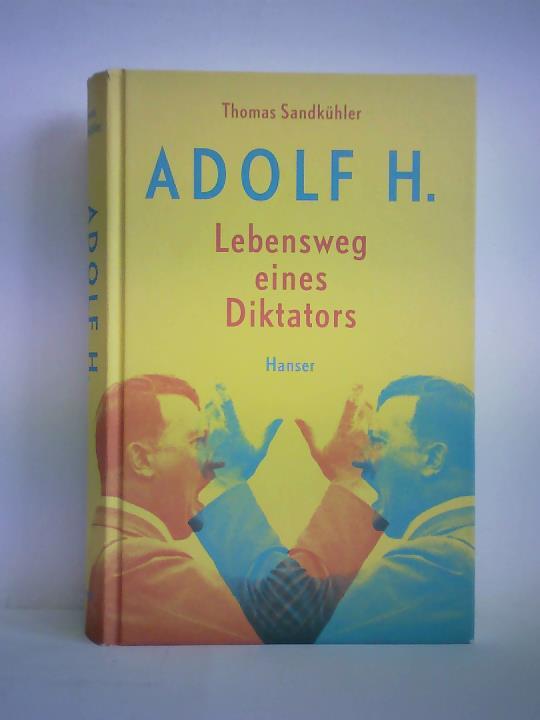 Thomas Sandkühler
ADOLF H.
Lebensweg
eines
Diktators
Hanser
ADOLF H.